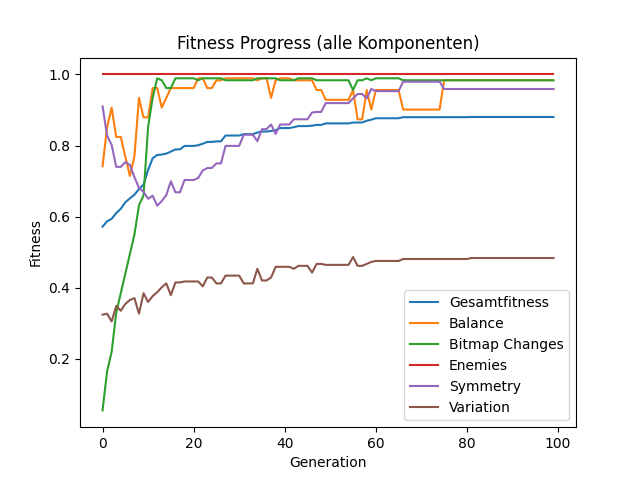 Fitness Progress (alle Komponenten)
Fitness
1.0
0.8
0.6
0.4
0.2
Gesamtfitness
Balance
Bitmap Changes
Enemies
Symmetry
Variation
0 20 40 60 80 100
Generation